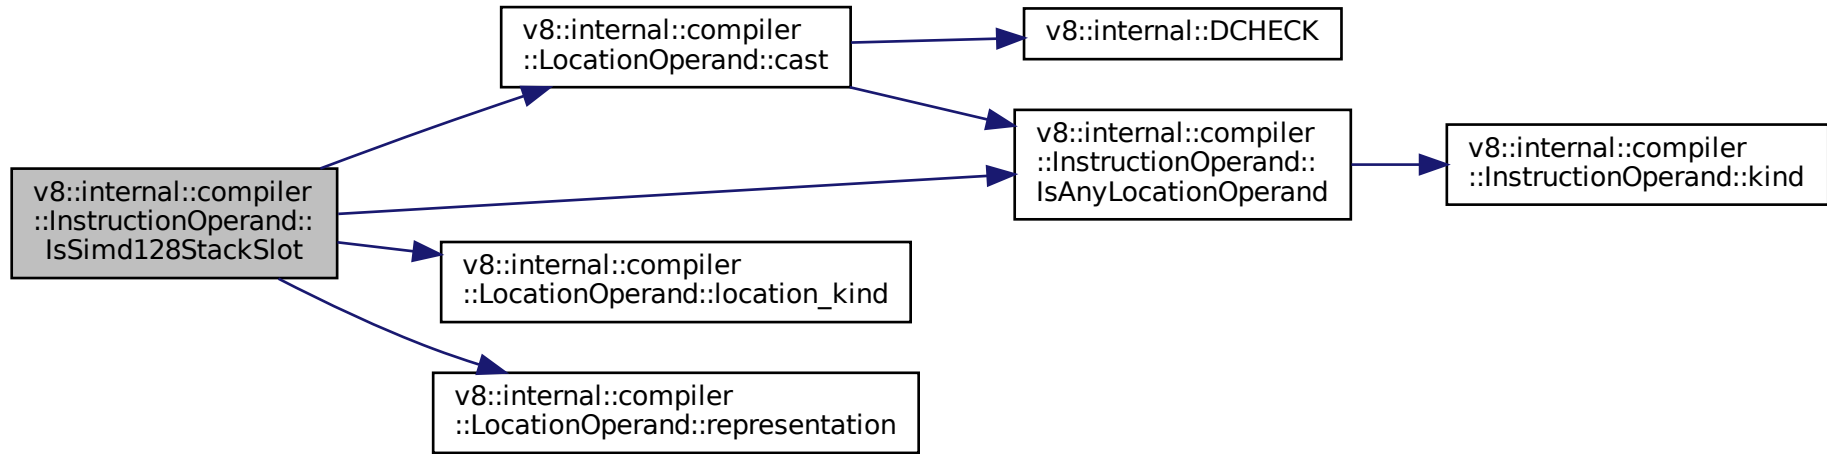 v8::internal::compiler
::InstructionOperand::
IsSimd128StackSlot
v8::internal::compiler
::LocationOperand::cast
v8::internal::DCHECK
v8::internal::compiler
::InstructionOperand::
IsAnyLocationOperand
v8::internal::compiler
::InstructionOperand::kind
v8::internal::compiler
::LocationOperand::location_kind
v8::internal::compiler
::LocationOperand::representation